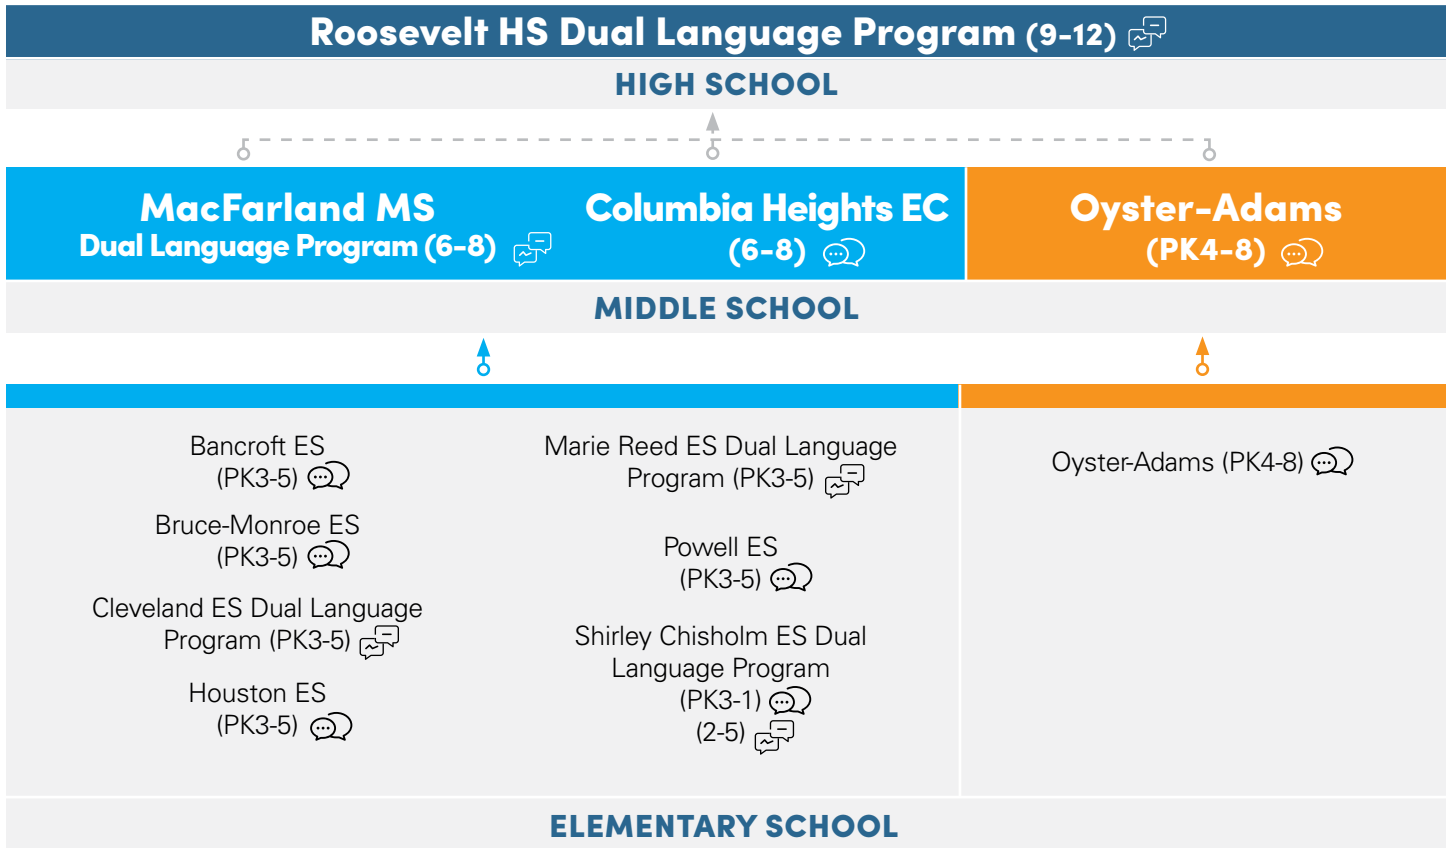 Roosevelt HS Dual Language Program (9-12)
HIGH SCHOOL
MacFarland MS
Dual Language Program (6-8)
Columbia Heights EC
(6-8)
Oyster-Adams
(PK4-8)
MIDDLE SCHOOL
Bancroft ES
(PK3-5)
Bruce-Monroe ES
(PK3-5)
Cleveland ES Dual Language
Program (PK3-5)
Houston ES
(PK3-5)
Marie Reed ES Dual Language
Program (PK3-5)
Powell ES
(PK3-5)
Shirley Chisholm ES Dual
Language Program
(PK3-1)
(2-5)
Oyster-Adams (PK4-8)
ELEMENTARY SCHOOL